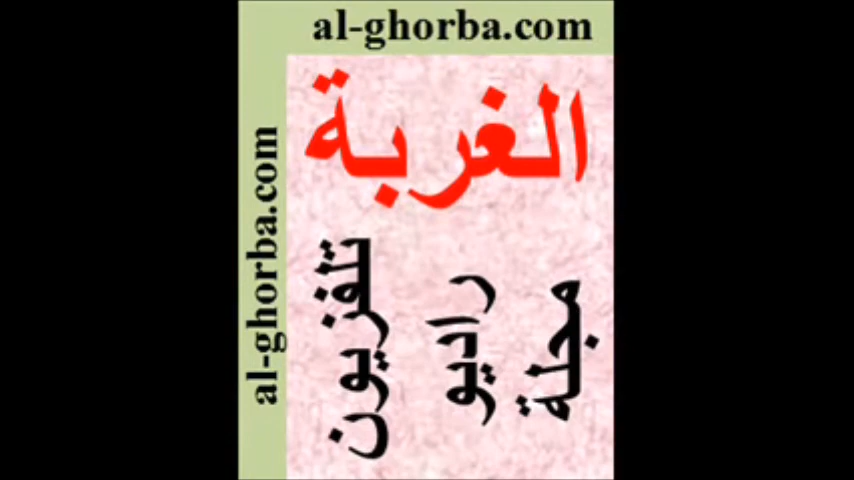 al-ghorba.com
al-ghorba.com
الغربة
مجلة
راديو
تلفزيون